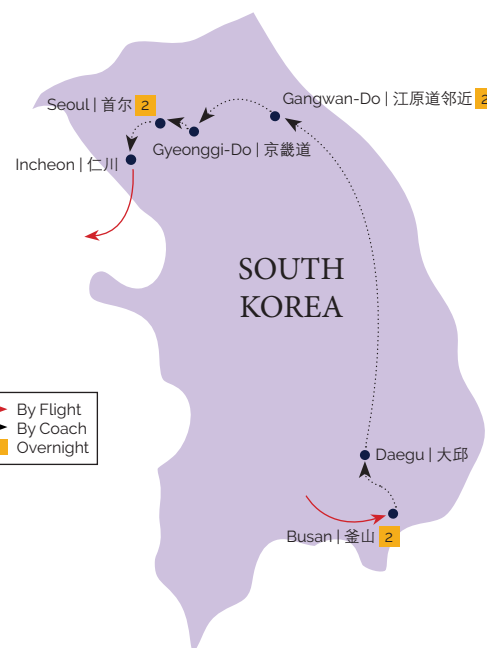 Seoul | 首尔 2
Gangwan-Do | 江原道邻近 2
Gyeonggi-Do | 京畿道
Incheon | 仁川
SOUTH
KOREA
By Flight
By Coach
Overnight
Daegu | 大邱
Busan | 釜山 2